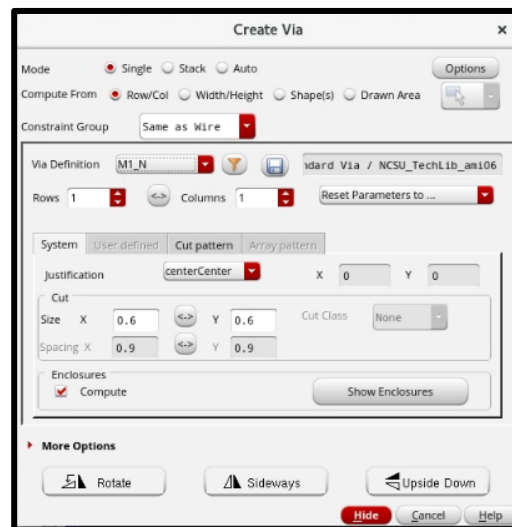 Create Via
Mode Single Stack Auto Options
Compute From Row/Col Width/Height Shape(s) Drawn Area
Constraint Group Same as Wire
Via Definition M1_N ndard Via / NCSU_TechLib_ami06
Rows 1 <-> Columns 1 Reset Parameters to ...
System User defined Cut pattern Array pattern
Justification centerCenter X 0 Y 0
Cut
Size X 0.6 <-> Y 0.6 Cut Class None
Spacing X 0.9 <-> Y 0.9
Enclosures
Compute Show Enclosures
More Options
Rotate Sideways Upside Down
Hide Cancel Help